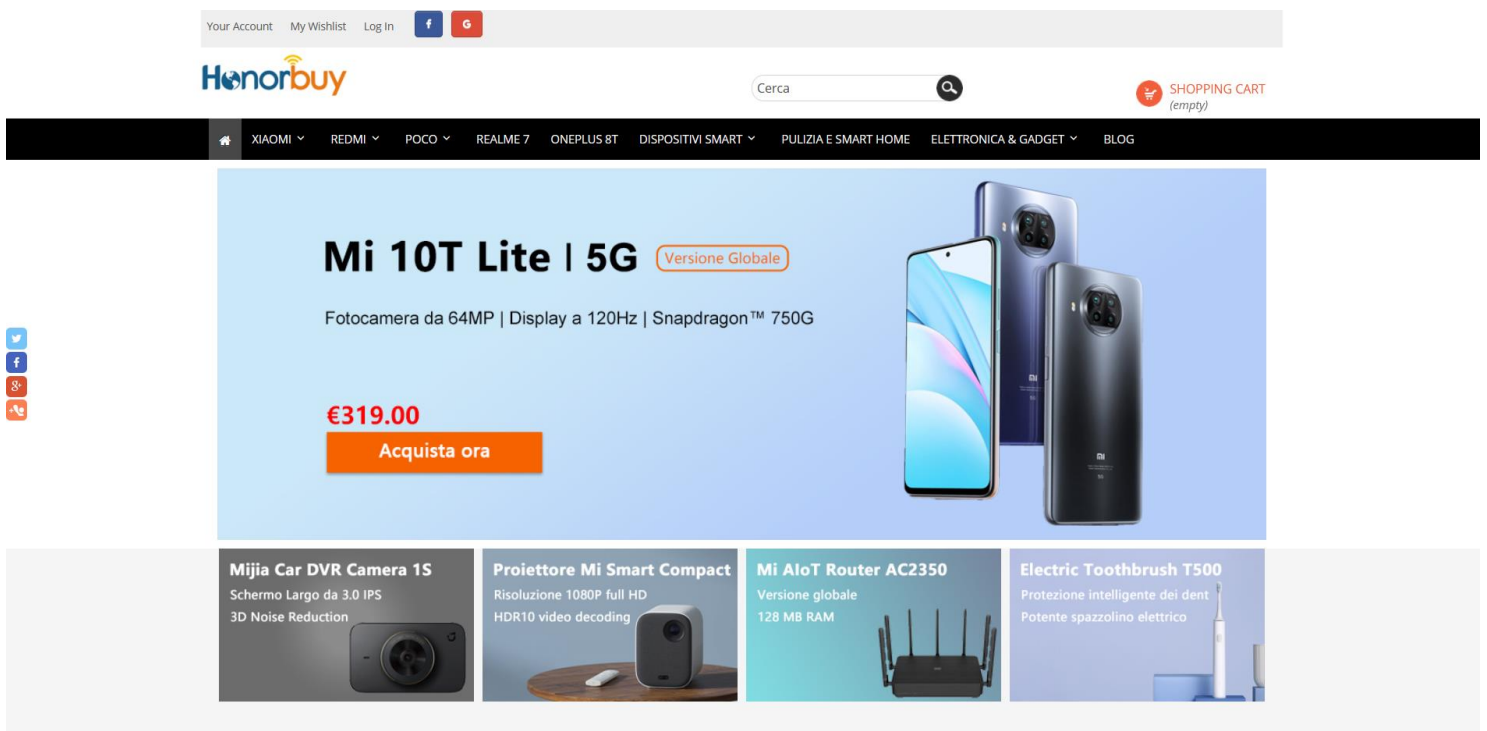 Your Account My Wishlist Log In
Honorbuy
Cerca
SHOPPING CART
(empty)
XIAOMI REDMI POCO REALME 7 ONEPLUS 8T DISPOSITIVI SMART PULIZIA E SMART HOME ELETTRONICA & GADGET BLOG
Mi 10T Lite | 5G Versione Globale
Fotocamera da 64MP | Display a 120Hz | Snapdragon™ 750G
€319.00
Acquista ora
Mijia Car DVR Camera 1S
Schermo Largo da 3.0 IPS
3D Noise Reduction
Proiettore Mi Smart Compact
Risoluzione 1080P full HD
HDR10 video decoding
Mi AIoT Router AC2350
Versione globale
128 MB RAM
Electric Toothbrush T500
Protezione intelligente dei dent
Potente spazzolino elettrico